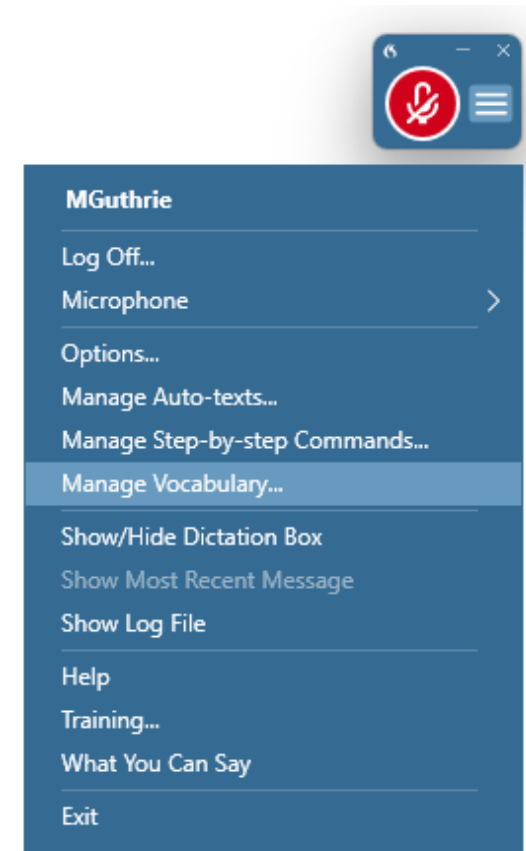 MGuthrie
Log Off...
Microphone
Options...
Manage Auto-texts...
Manage Step-by-step Commands...
Manage Vocabulary...
Show/Hide Dictation Box
Show Most Recent Message
Show Log File
Help
Training...
What You Can Say
Exit